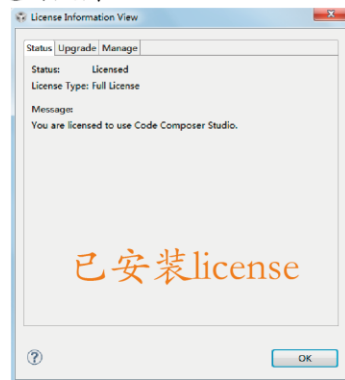 License Information View
Status Upgrade Manage
Status: Licensed
License Type: Full License
Message:
You are licensed to use Code Composer Studio.
已安装license
OK